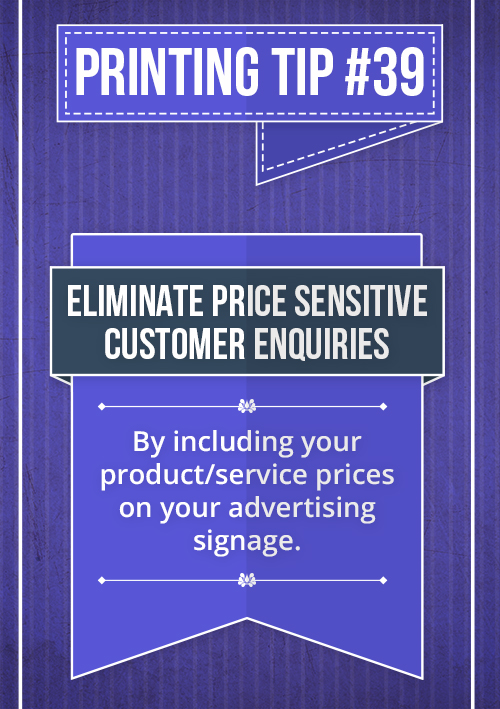 PRINTING TIP #39
ELIMINATE PRICE SENSITIVE
CUSTOMER ENQUIRIES
By including your
product/service prices
on your advertising
signage.